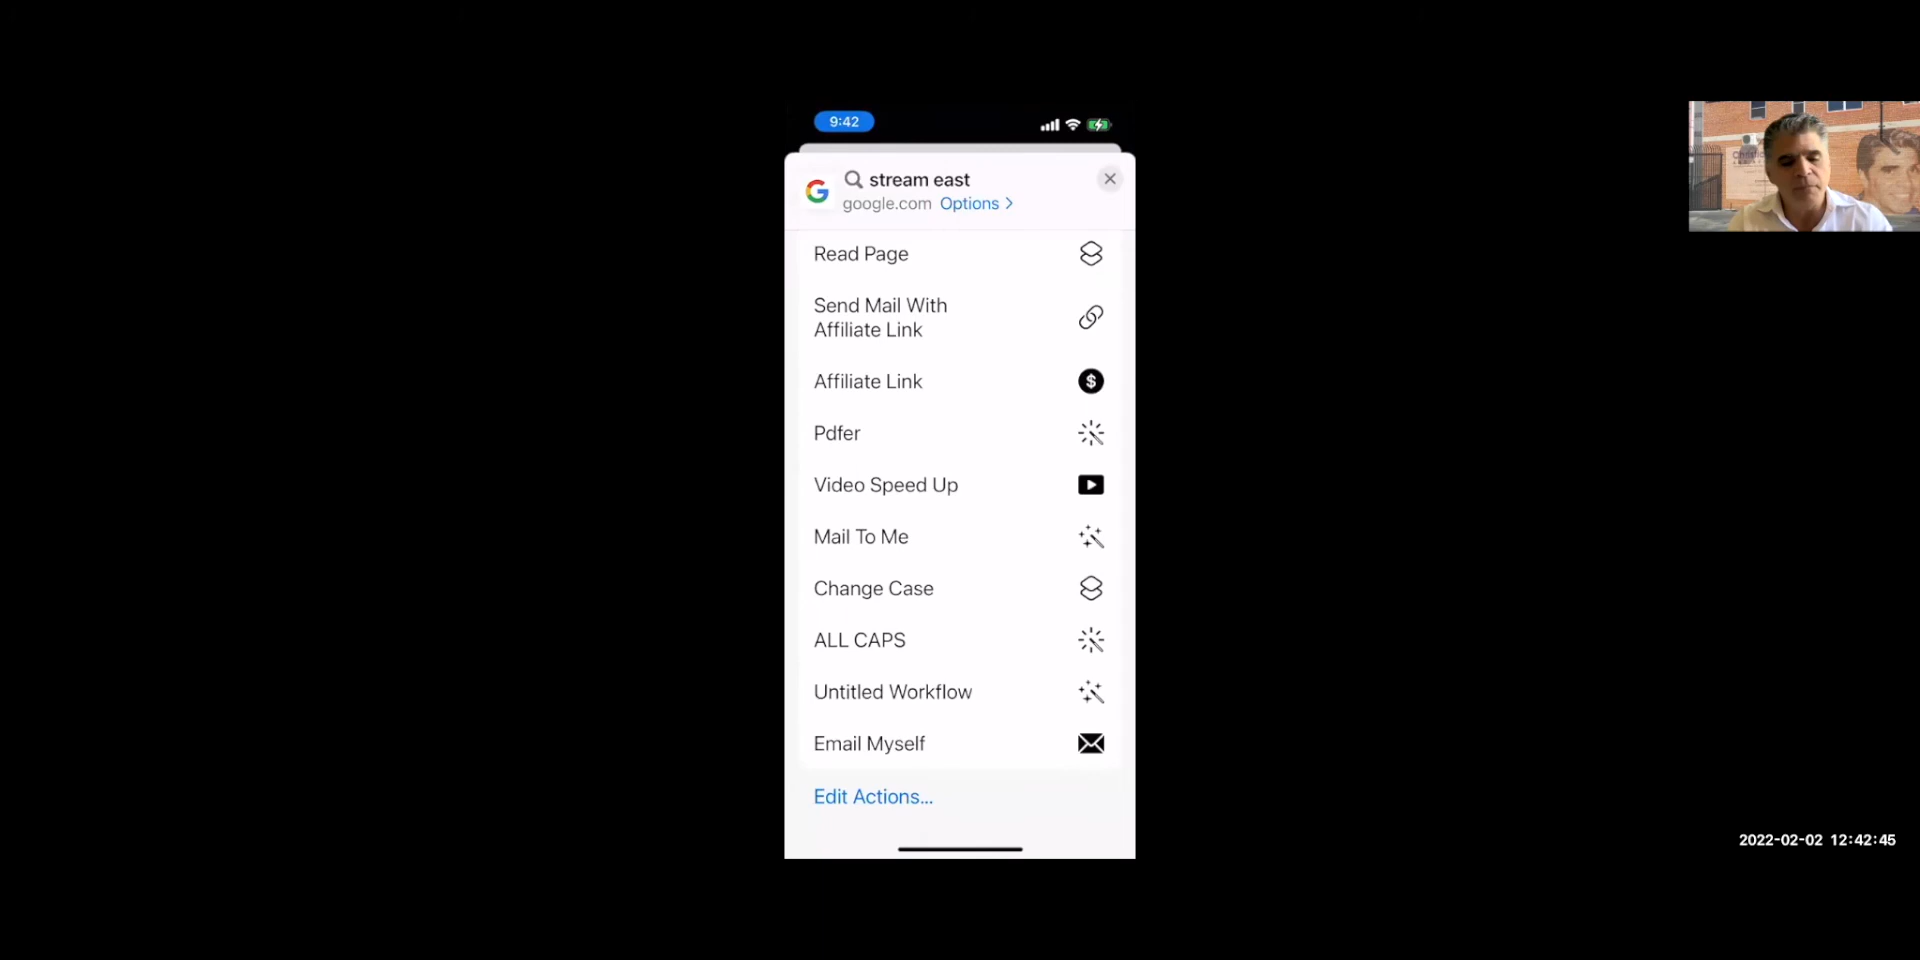 9:42
stream east
google.com Options >
Read Page
Send Mail With
Affiliate Link
Affiliate Link
Pdfer
Video Speed Up
Mail To Me
Change Case
ALL CAPS
Untitled Workflow
Email Myself
Edit Actions...
2022-02-02 12:42:45